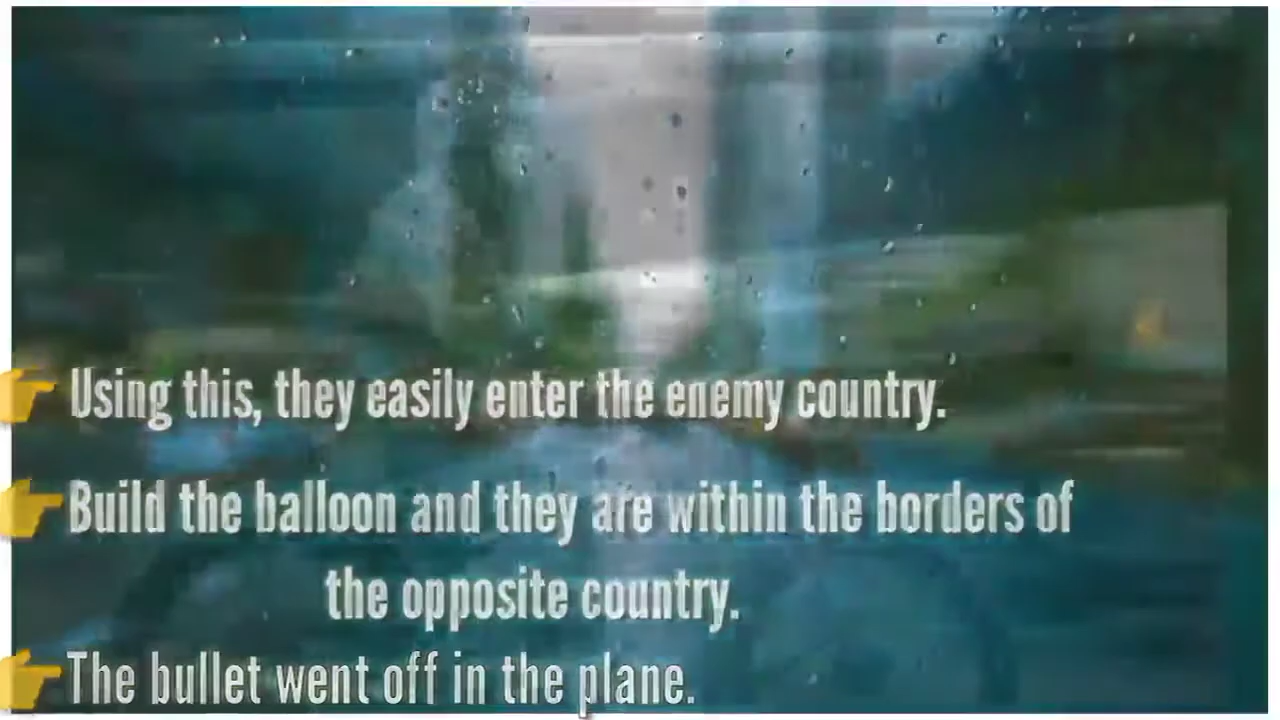 Using this, they easily enter the enemy country.
Build the balloon and they are within the borders of
the opposite country.
The bullet went off in the plane.